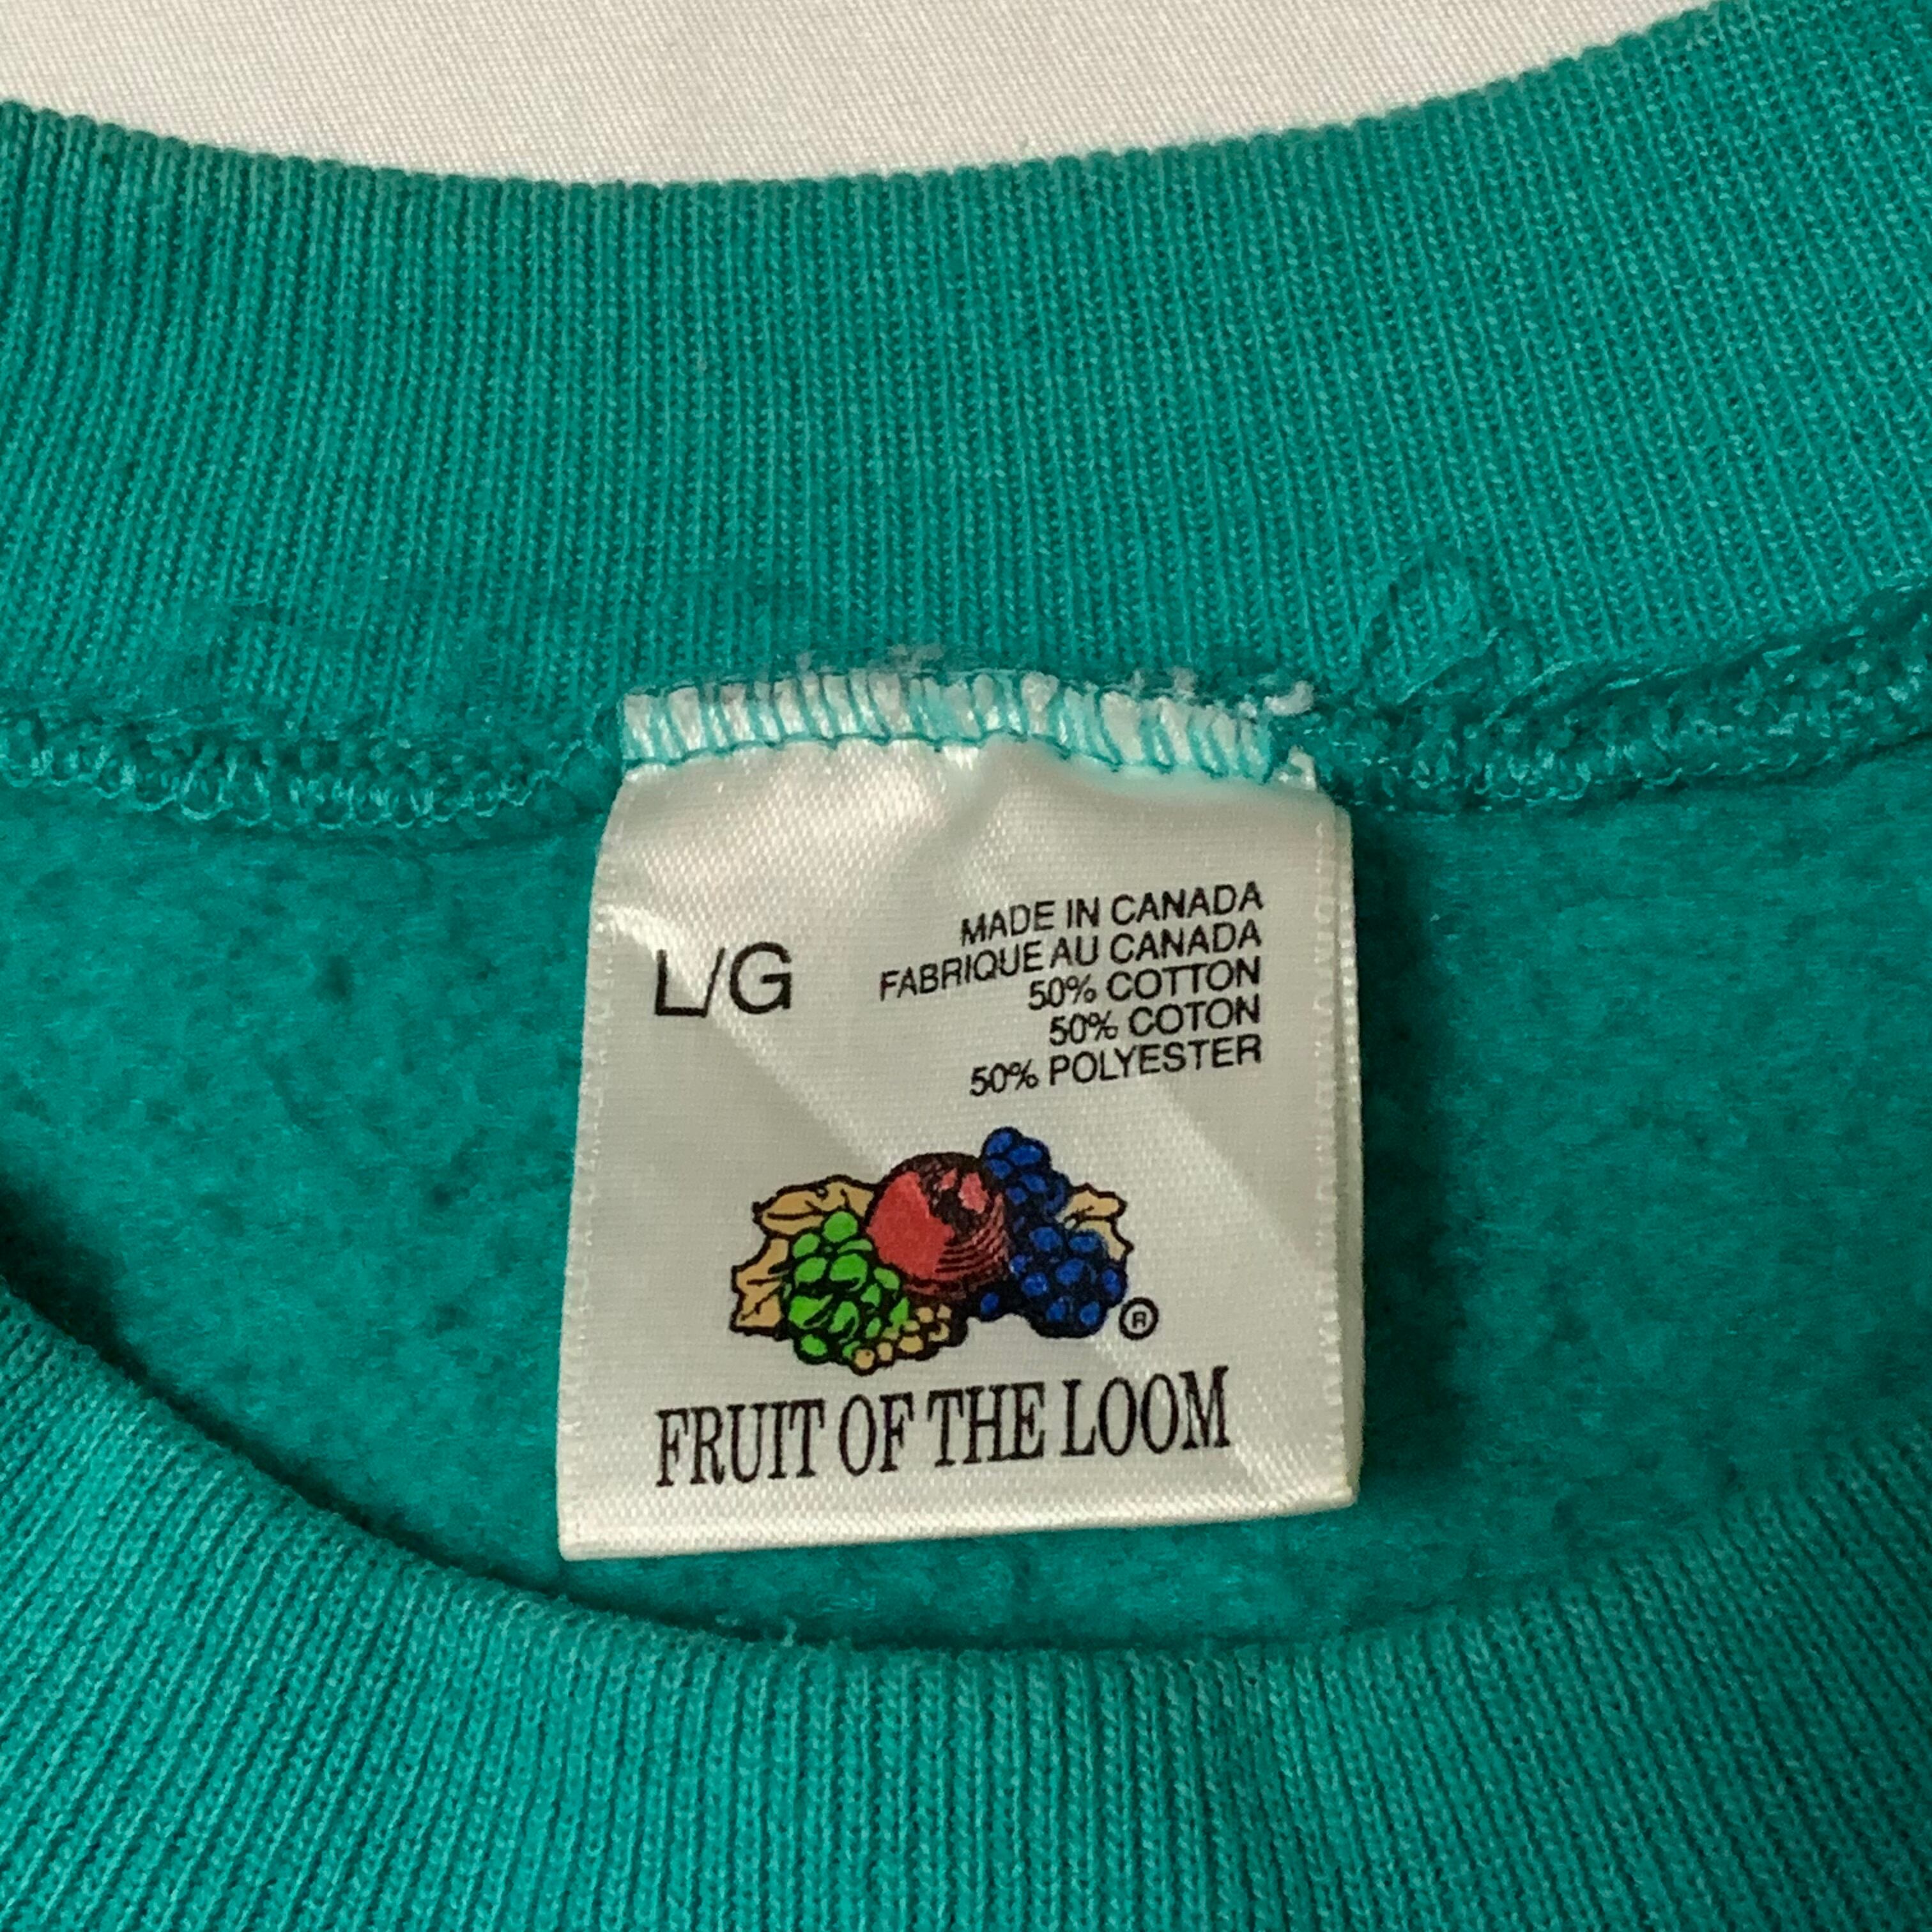 L/G
MADE IN CANADA
FABRIQUE AU CANADA
50% COTTON
50% COTON
50% POLYESTER
®
FRUIT OF THE LOOM